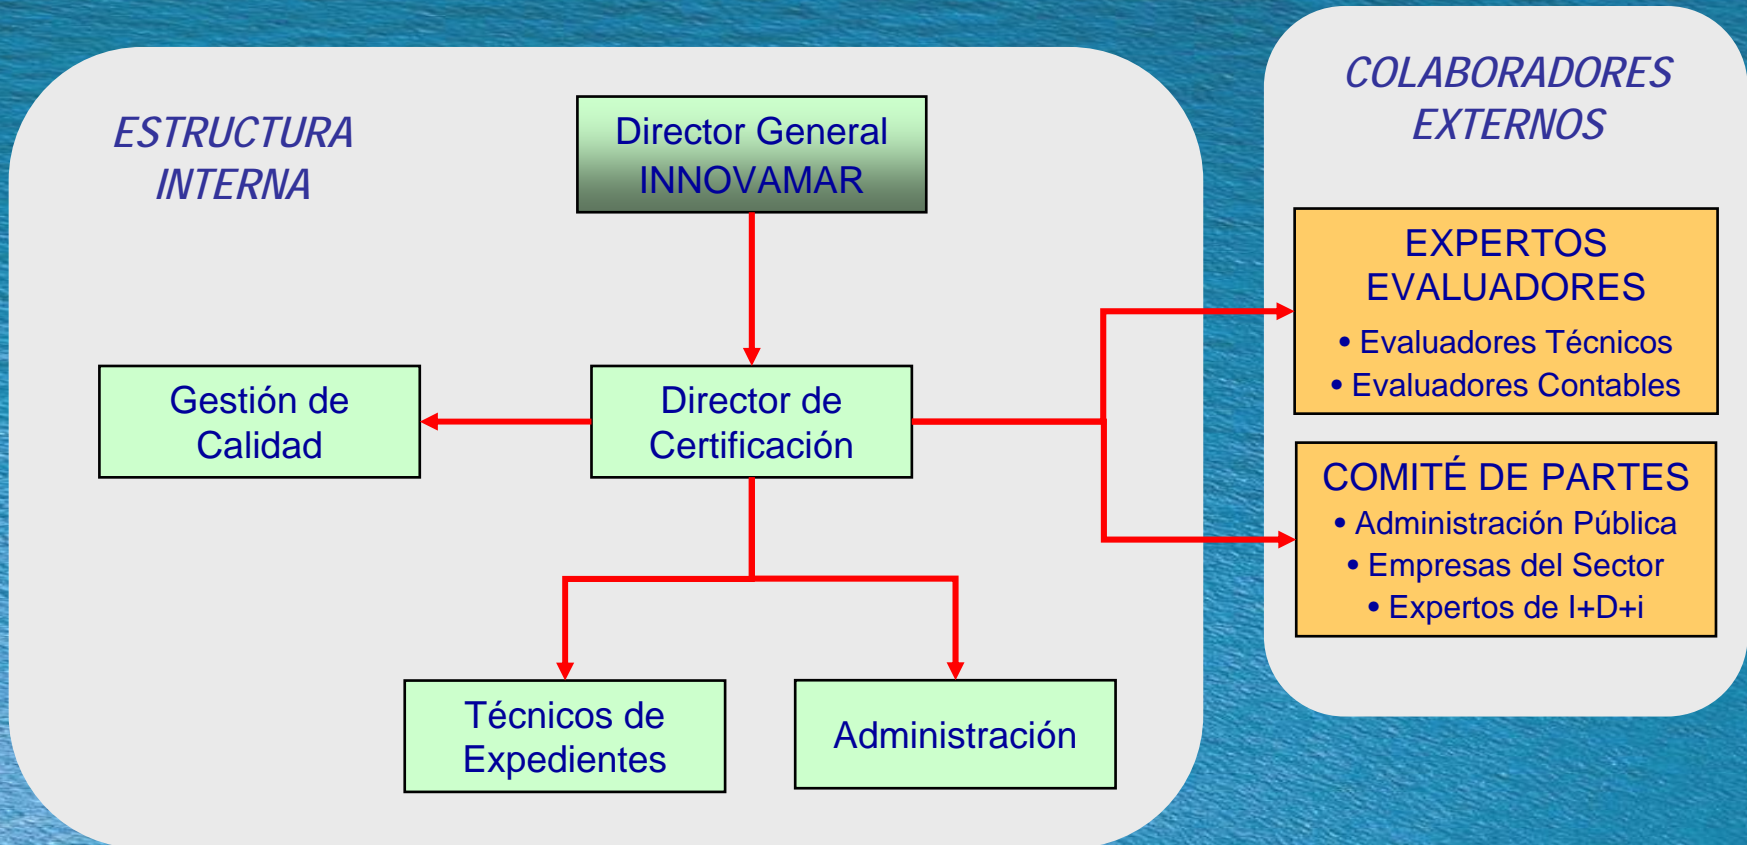 ESTRUCTURA
INTERNA
Director General
INNOVAMAR
Gestión de
Calidad
Director de
Certificación
Técnicos de
Expedientes
Administración
COLABORADORES
EXTERNOS
EXPERTOS
EVALUADORES
• Evaluadores Técnicos
• Evaluadores Contables
COMITÉ DE PARTES
• Administración Pública
• Empresas del Sector
• Expertos de I+D+i